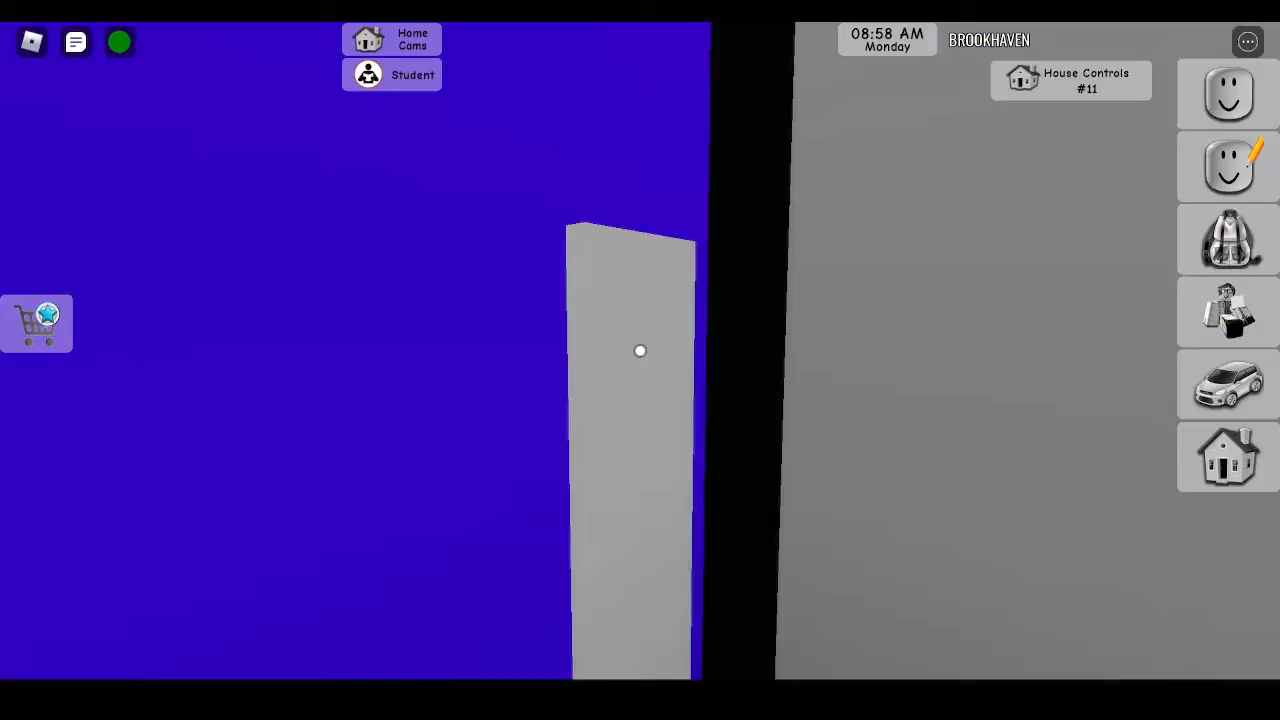 Home
Cams
Student
08:58 AM
Monday
BROOKHAVEN
House Controls
#11